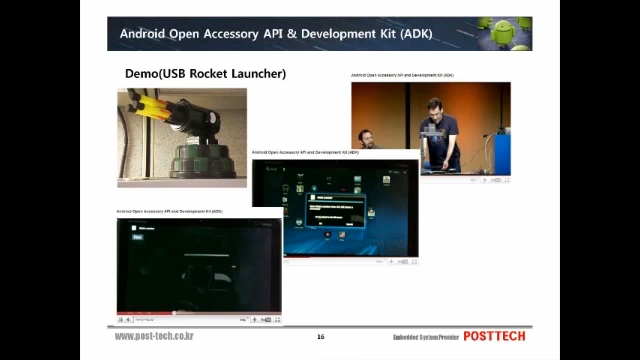 Android Open Accessory API & Development Kit (ADK)
Demo(USB Rocket Launcher)
Android Open Accessory API and Development Kit (ADK)
Android Open Accessory API and Development Kit (ADK)
Android Open Accessory API and Development Kit (ADK)
www.post-tech.co.kr
16
Embedded System Provider POSTTECH